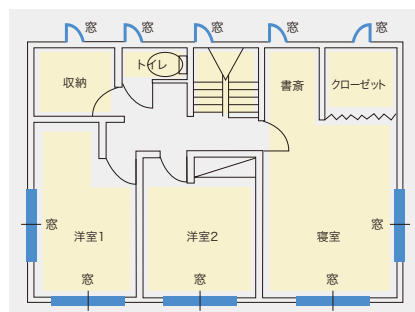 窓 窓 窓 窓
収納 トイレ 書斎 クローゼット
窓 窓
洋室1 洋室2 寝室
窓 窓 窓